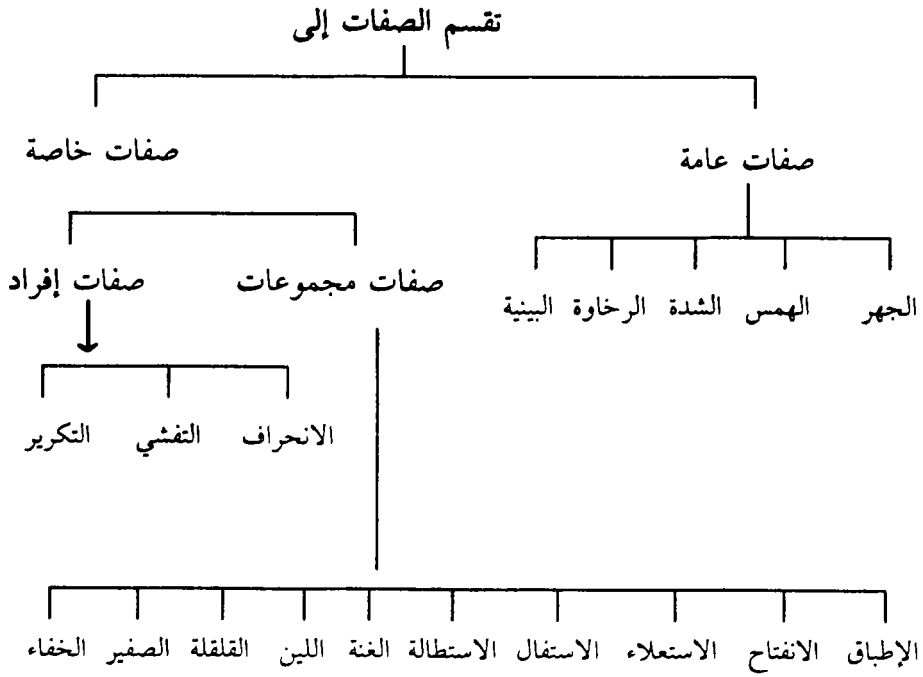 تقسم الصفات إلى
صفات عامة
صفات خاصة
الجهر الهمس الشدة الرخاوة البينية
صفات مجموعات
صفات إفراد
الانحراف التفشي التكرير
الإطباق الانفتاح الاستعلاء الاستفال الاستطالة الغنة اللين القلقلة الصفير الخفاء